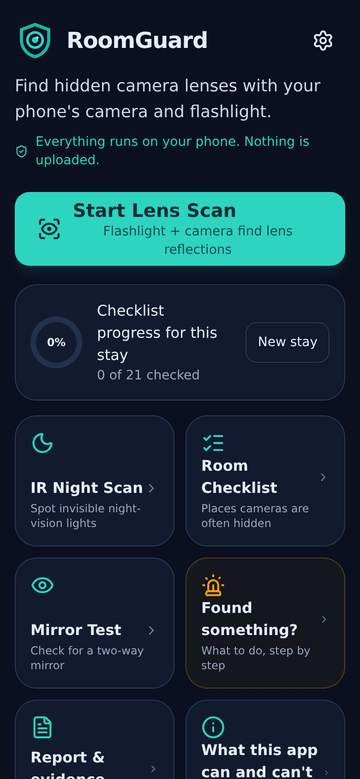 RoomGuard
Find hidden camera lenses with your
phone's camera and flashlight.
Everything runs on your phone. Nothing is
uploaded.
Start Lens Scan
Flashlight + camera find lens
reflections
0%
Checklist
progress for this
stay
0 of 21 checked
New stay
IR Night Scan
Spot invisible night-
vision lights
Room
Checklist
Places cameras are
often hidden
Mirror Test
Check for a two-way
mirror
Found
something?
What to do, step by
step
Report &
evidence
What this app
can and can't